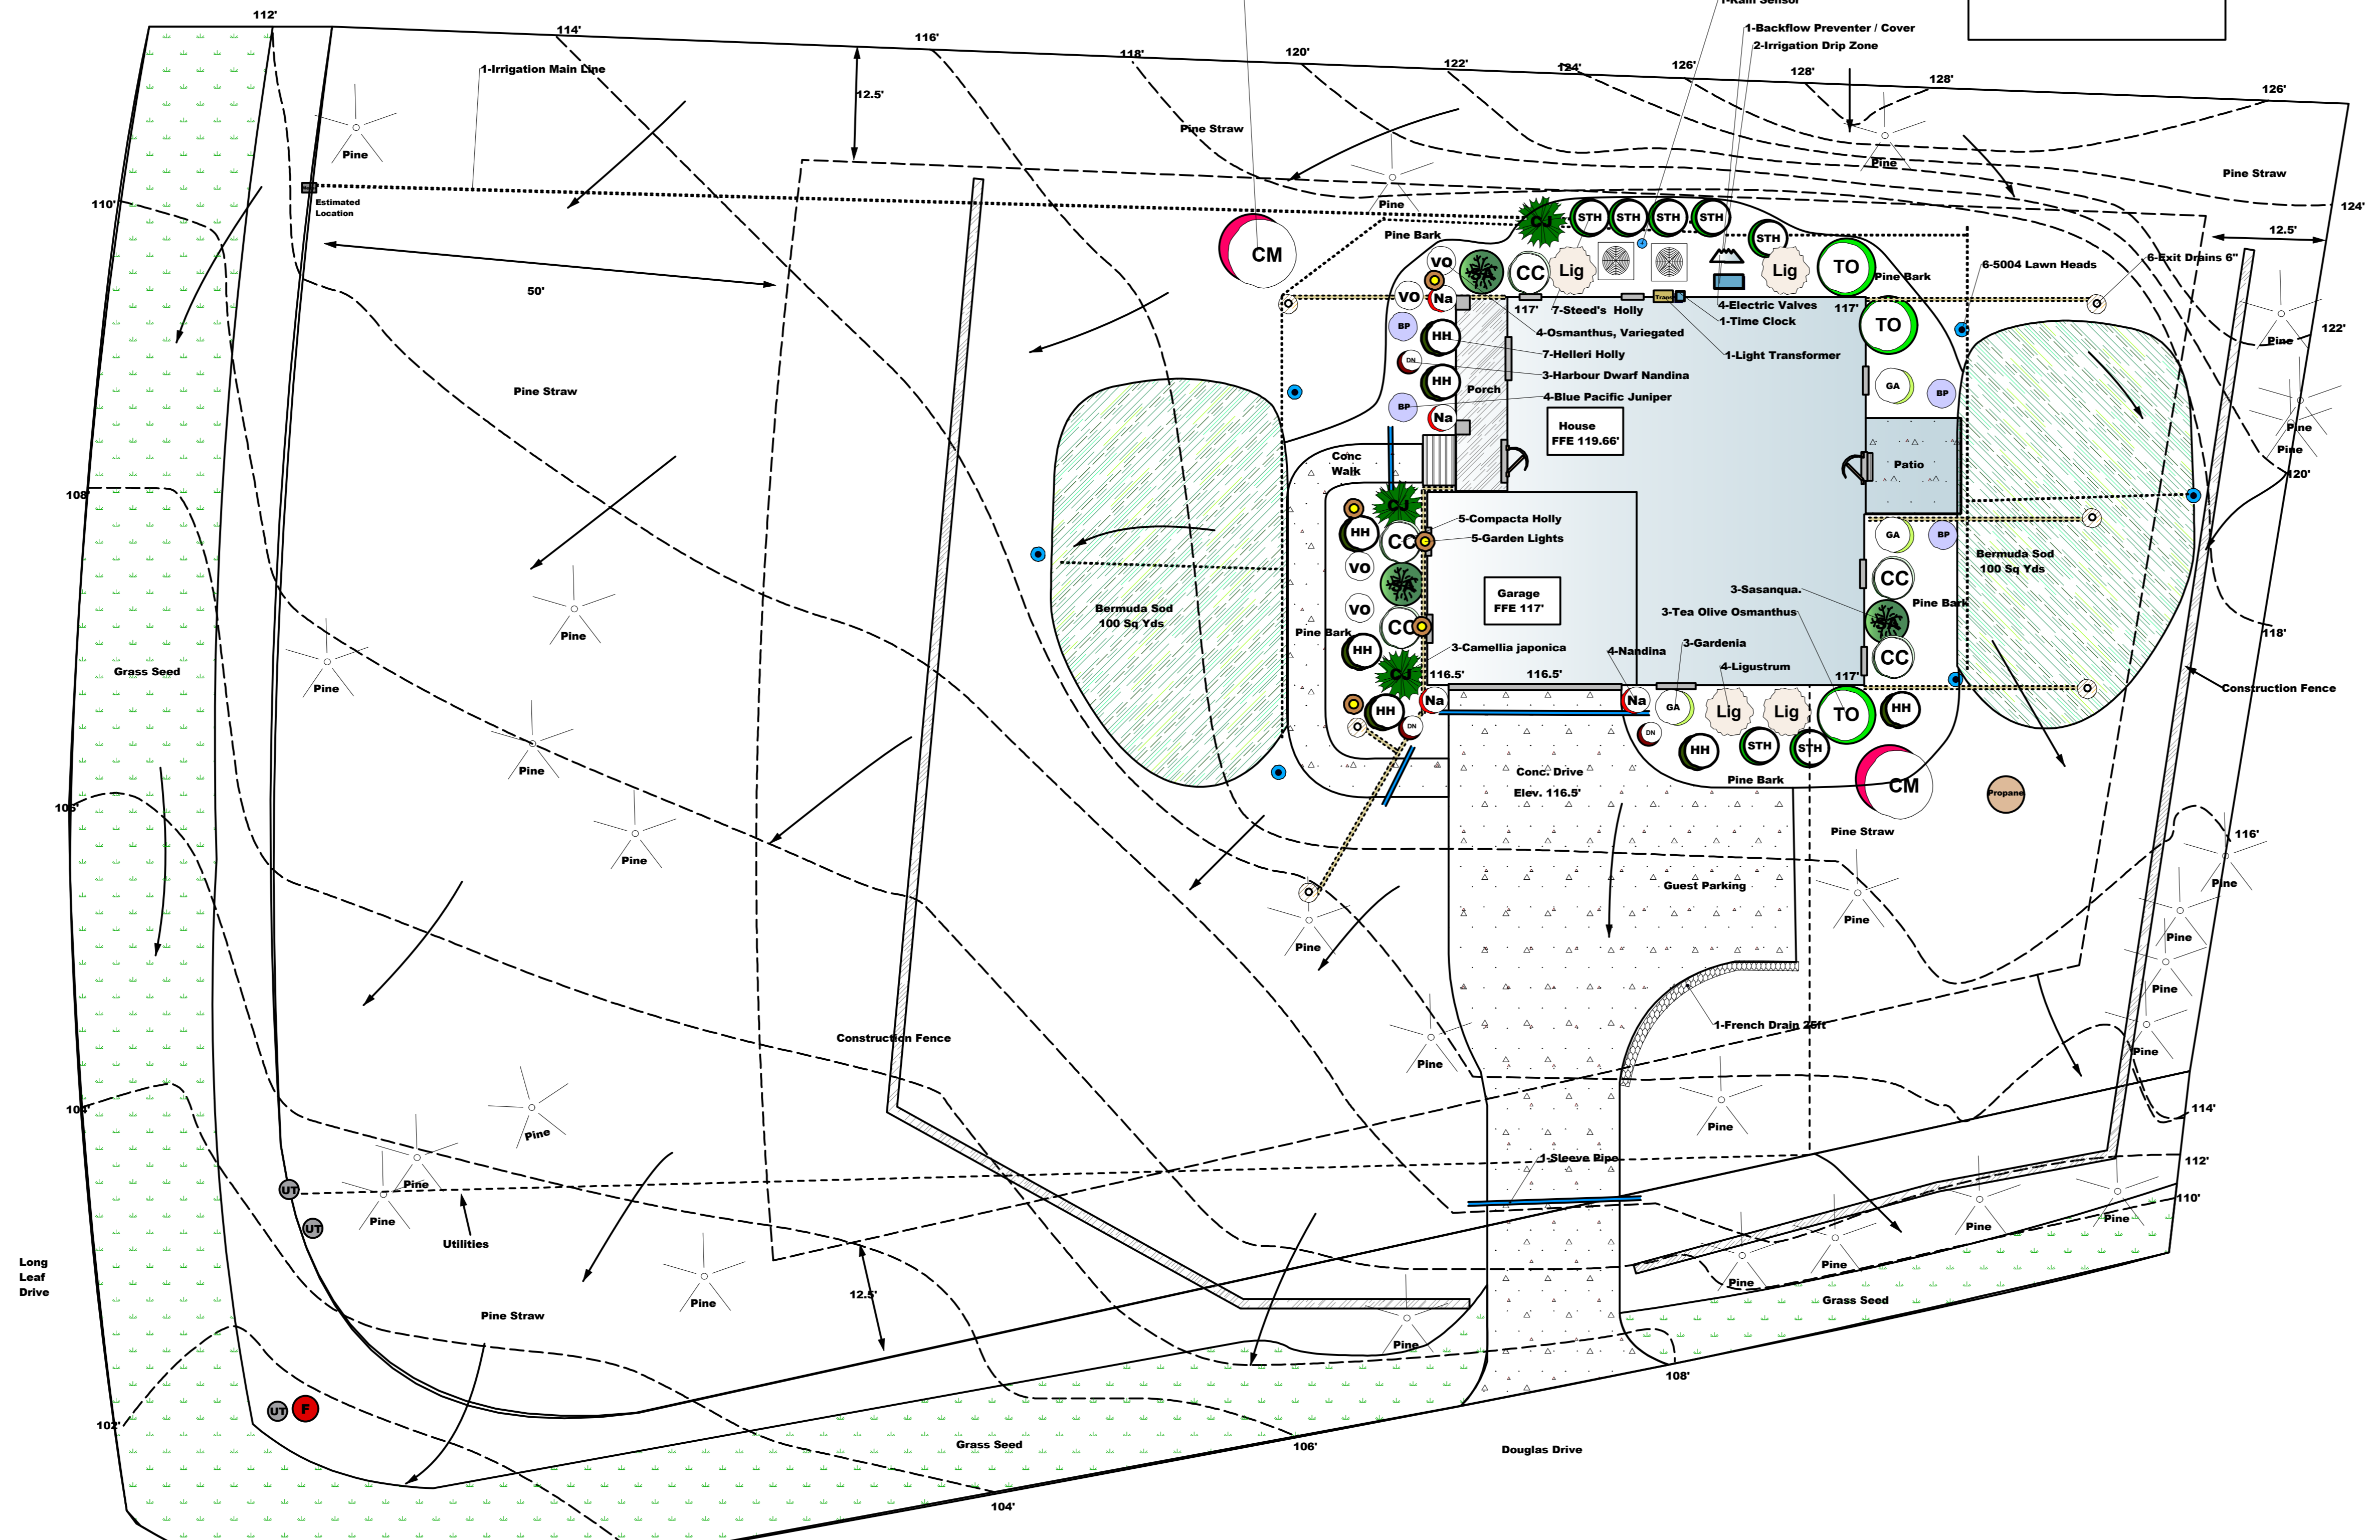 1-Rain Sensor
112'
114'
116'
118'
120'
122'
124'
126'
128'
128'
126'
1-Backflow Preventer / Cover
2-Irrigation Drip Zone
1-Irrigation Main Line
12.5'
Pine Straw
Pine
Pine
Pine
Pine Straw
110'
Estimated
Location
124'
12.5'
50'
CM
Pine Bark
CJ
STH
STH
STH
STH
STH
VO
SA
CC
Lig
Lig
TO
Pine Bark
6-5004 Lawn Heads
6-Exit Drains 6"
VO
Na
117'
7-Steed's Holly
Trans
4-Electric Valves
1-Time Clock
117'
TO
BP
HH
4-Osmanthus, Variegated
122'
Pine
DN
7-Helleri Holly
1-Light Transformer
HH
3-Harbour Dwarf Nandina
Porch
GA
BP
Pine Straw
BP
4-Blue Pacific Juniper
Na
House
FFE 119.66'
Pine
Pine
Conc
Walk
Patio
120'
108'
CJ
5-Compacta Holly
HH
CC
5-Garden Lights
GA
BP
Bermuda Sod
100 Sq Yds
VO
SA
CC
Garage
FFE 117'
3-Sasanqua.
Pine Bark
Bermuda Sod
100 Sq Yds
VO
3-Tea Olive Osmanthus
SA
Pine
Pine Bark
CC
118'
HH
3-Camellia japonica
4-Nandina
3-Gardenia
CC
Grass Seed
CJ
116.5'
116.5'
4-Ligustrum
117'
Pine
Construction Fence
HH
Na
Na
GA
Lig
Lig
TO
HH
DN
DN
HH
STH
STH
Pine
Conc. Drive
Elev. 116.5'
Pine Bark
CM
Propane
106'
Pine Straw
116'
Pine
Guest Parking
Pine
Pine
Pine
Pine
Pine
1-French Drain 25ft
Construction Fence
Pine
Pine
104'
Pine
Pine
114'
1-Sleeve Pipe
112'
UT
Pine
Pine
110'
UT
Utilities
Pine
Pine
Pine
Pine
Long
Leaf
Drive
Pine
12.5'
Pine Straw
Grass Seed
Pine
108'
UT
F
102'
Grass Seed
106'
Douglas Drive
104'